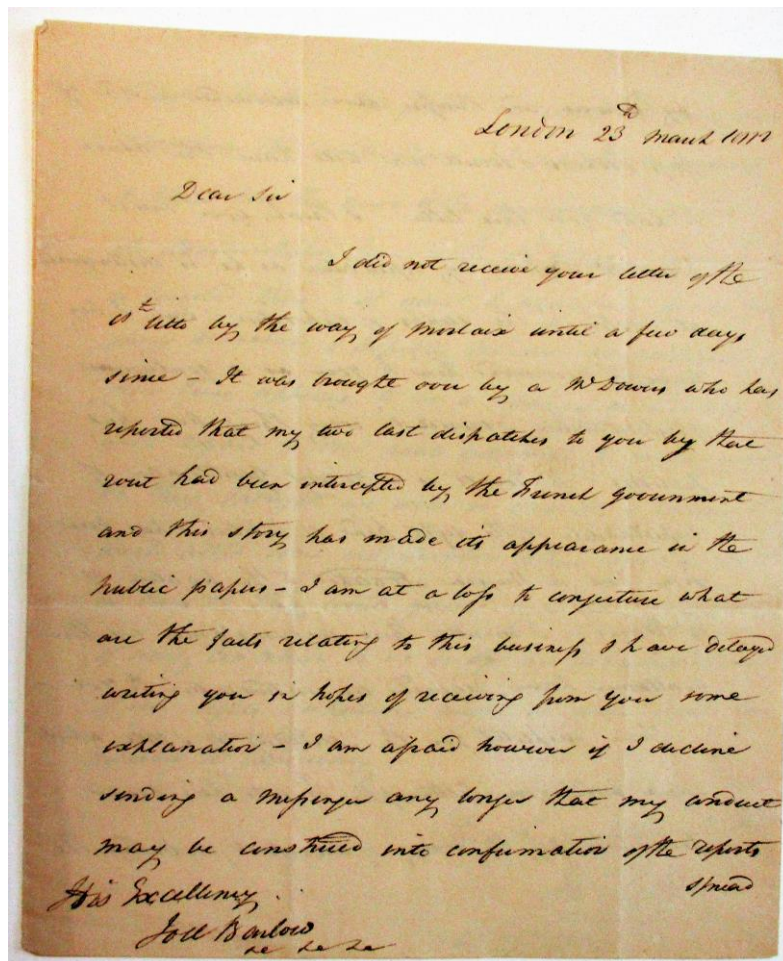 London 23th March 1812
Dear Sir
I did not receive your letter of the
ulto by the way of Morlaix until a few days
since - It was brought over by a Mr Downs who has
reported that my two last dispatches to you by that
rout had been intercepted by the French government
and this story has made its appearance in the
public papers - I am at a loss to conjecture what
are the facts relating to this business I have delayed
writing you in hopes of receiving from you some
explanation - I am afraid however if I decline
sending a messenger any longer that my conduct
may be construed into confirmation of the reports
spread
His Excellency
Joel Barlow
&c &c &c